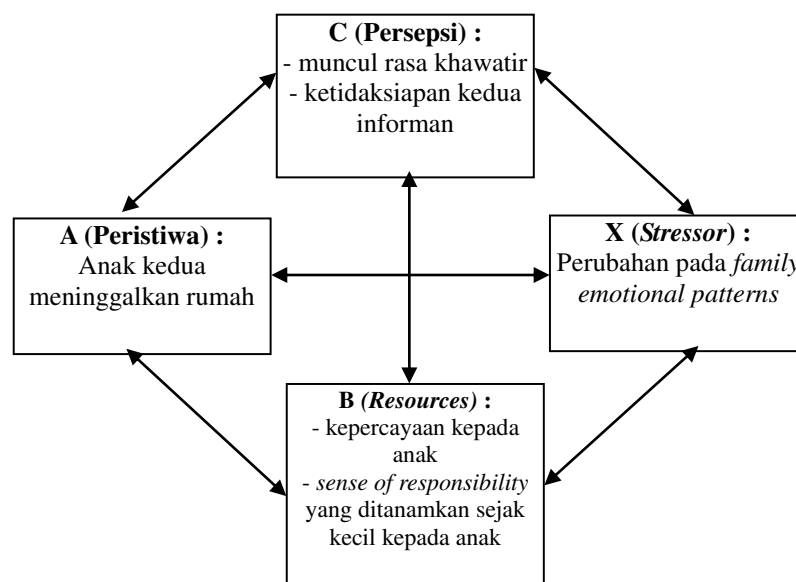 C (Persepsi) :
- muncul rasa khawatir
- ketidaksiapan kedua
informan
A (Peristiwa) :
Anak kedua
meninggalkan rumah
X (Stressor) :
Perubahan pada family
emotional patterns
B (Resources) :
- kepercayaan kepada
anak
- sense of responsibility
yang ditanamkan sejak
kecil kepada anak